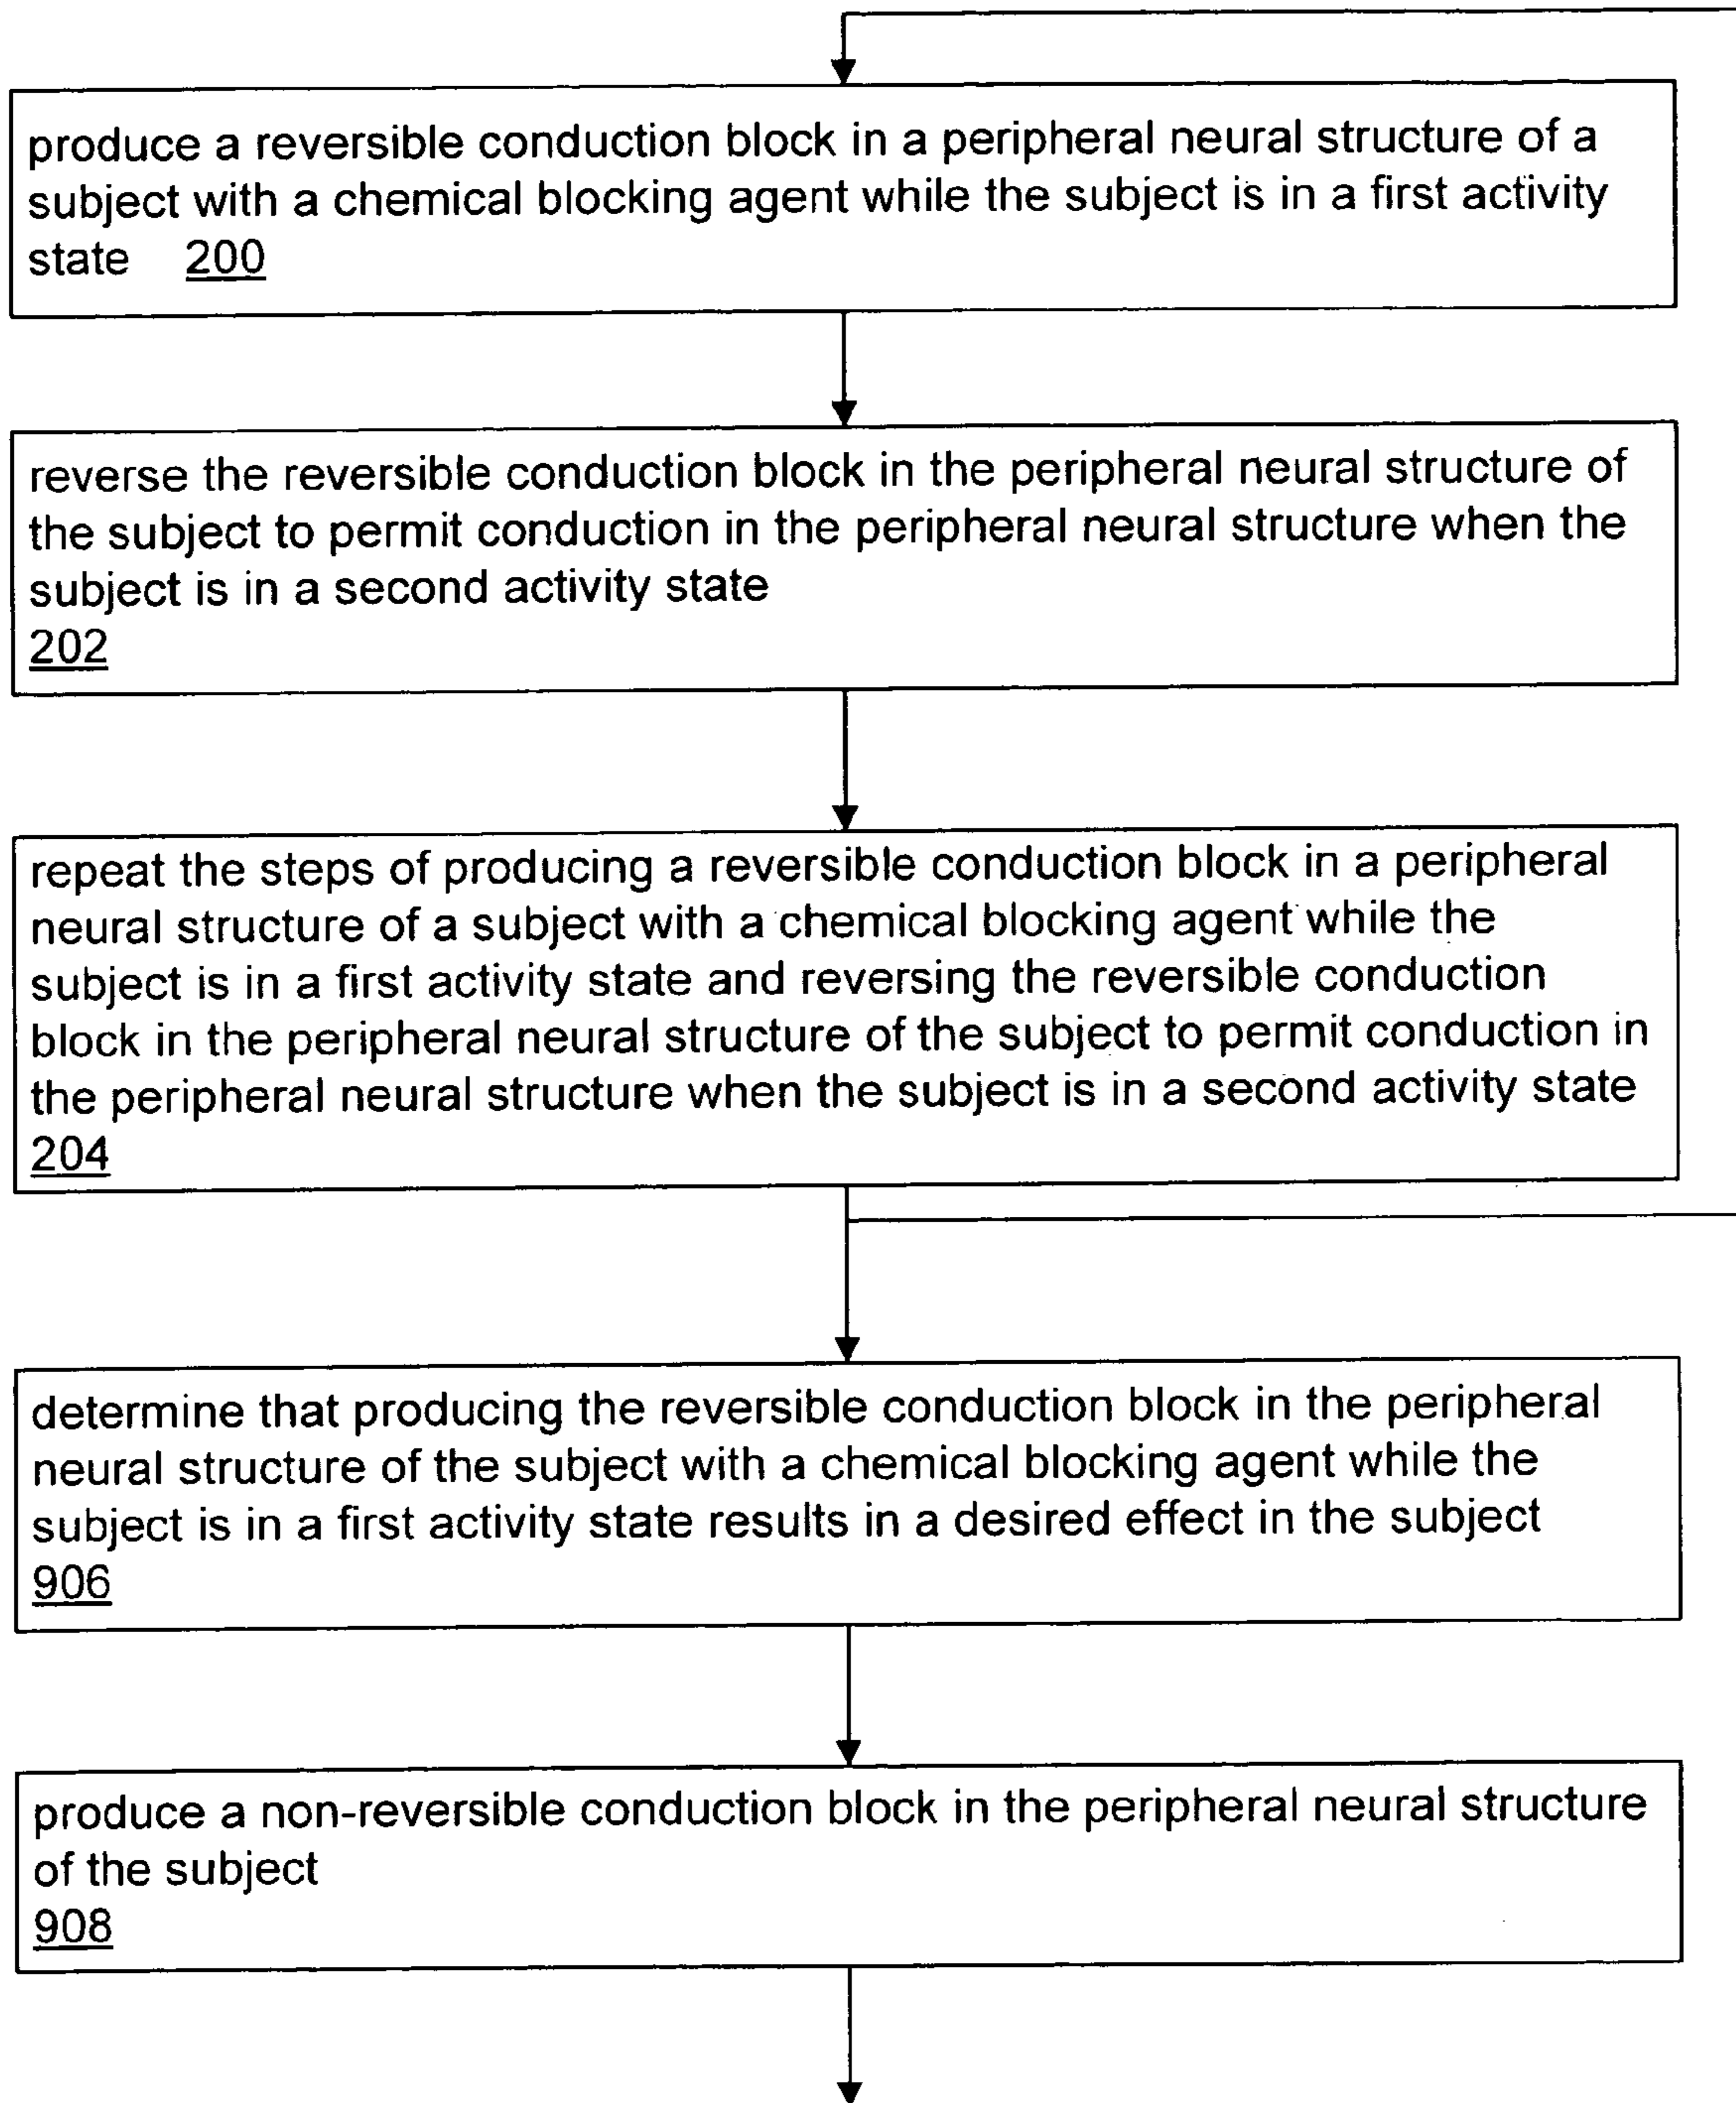 produce a reversible conduction block in a peripheral neural structure of a
subject with a chemical blocking agent while the subject is in a first activity
state 200
reverse the reversible conduction block in the peripheral neural structure of
the subject to permit conduction in the peripheral neural structure when the
subject is in a second activity state
202
repeat the steps of producing a reversible conduction block in a peripheral
neural structure of a subject with a chemical blocking agent while the
subject is in a first activity state and reversing the reversible conduction
block in the peripheral neural structure of the subject to permit conduction in
the peripheral neural structure when the subject is in a second activity state
204
determine that producing the reversible conduction block in the peripheral
neural structure of the subject with a chemical blocking agent while the
subject is in a first activity state results in a desired effect in the subject
906
produce a non-reversible conduction block in the peripheral neural structure
of the subject
908